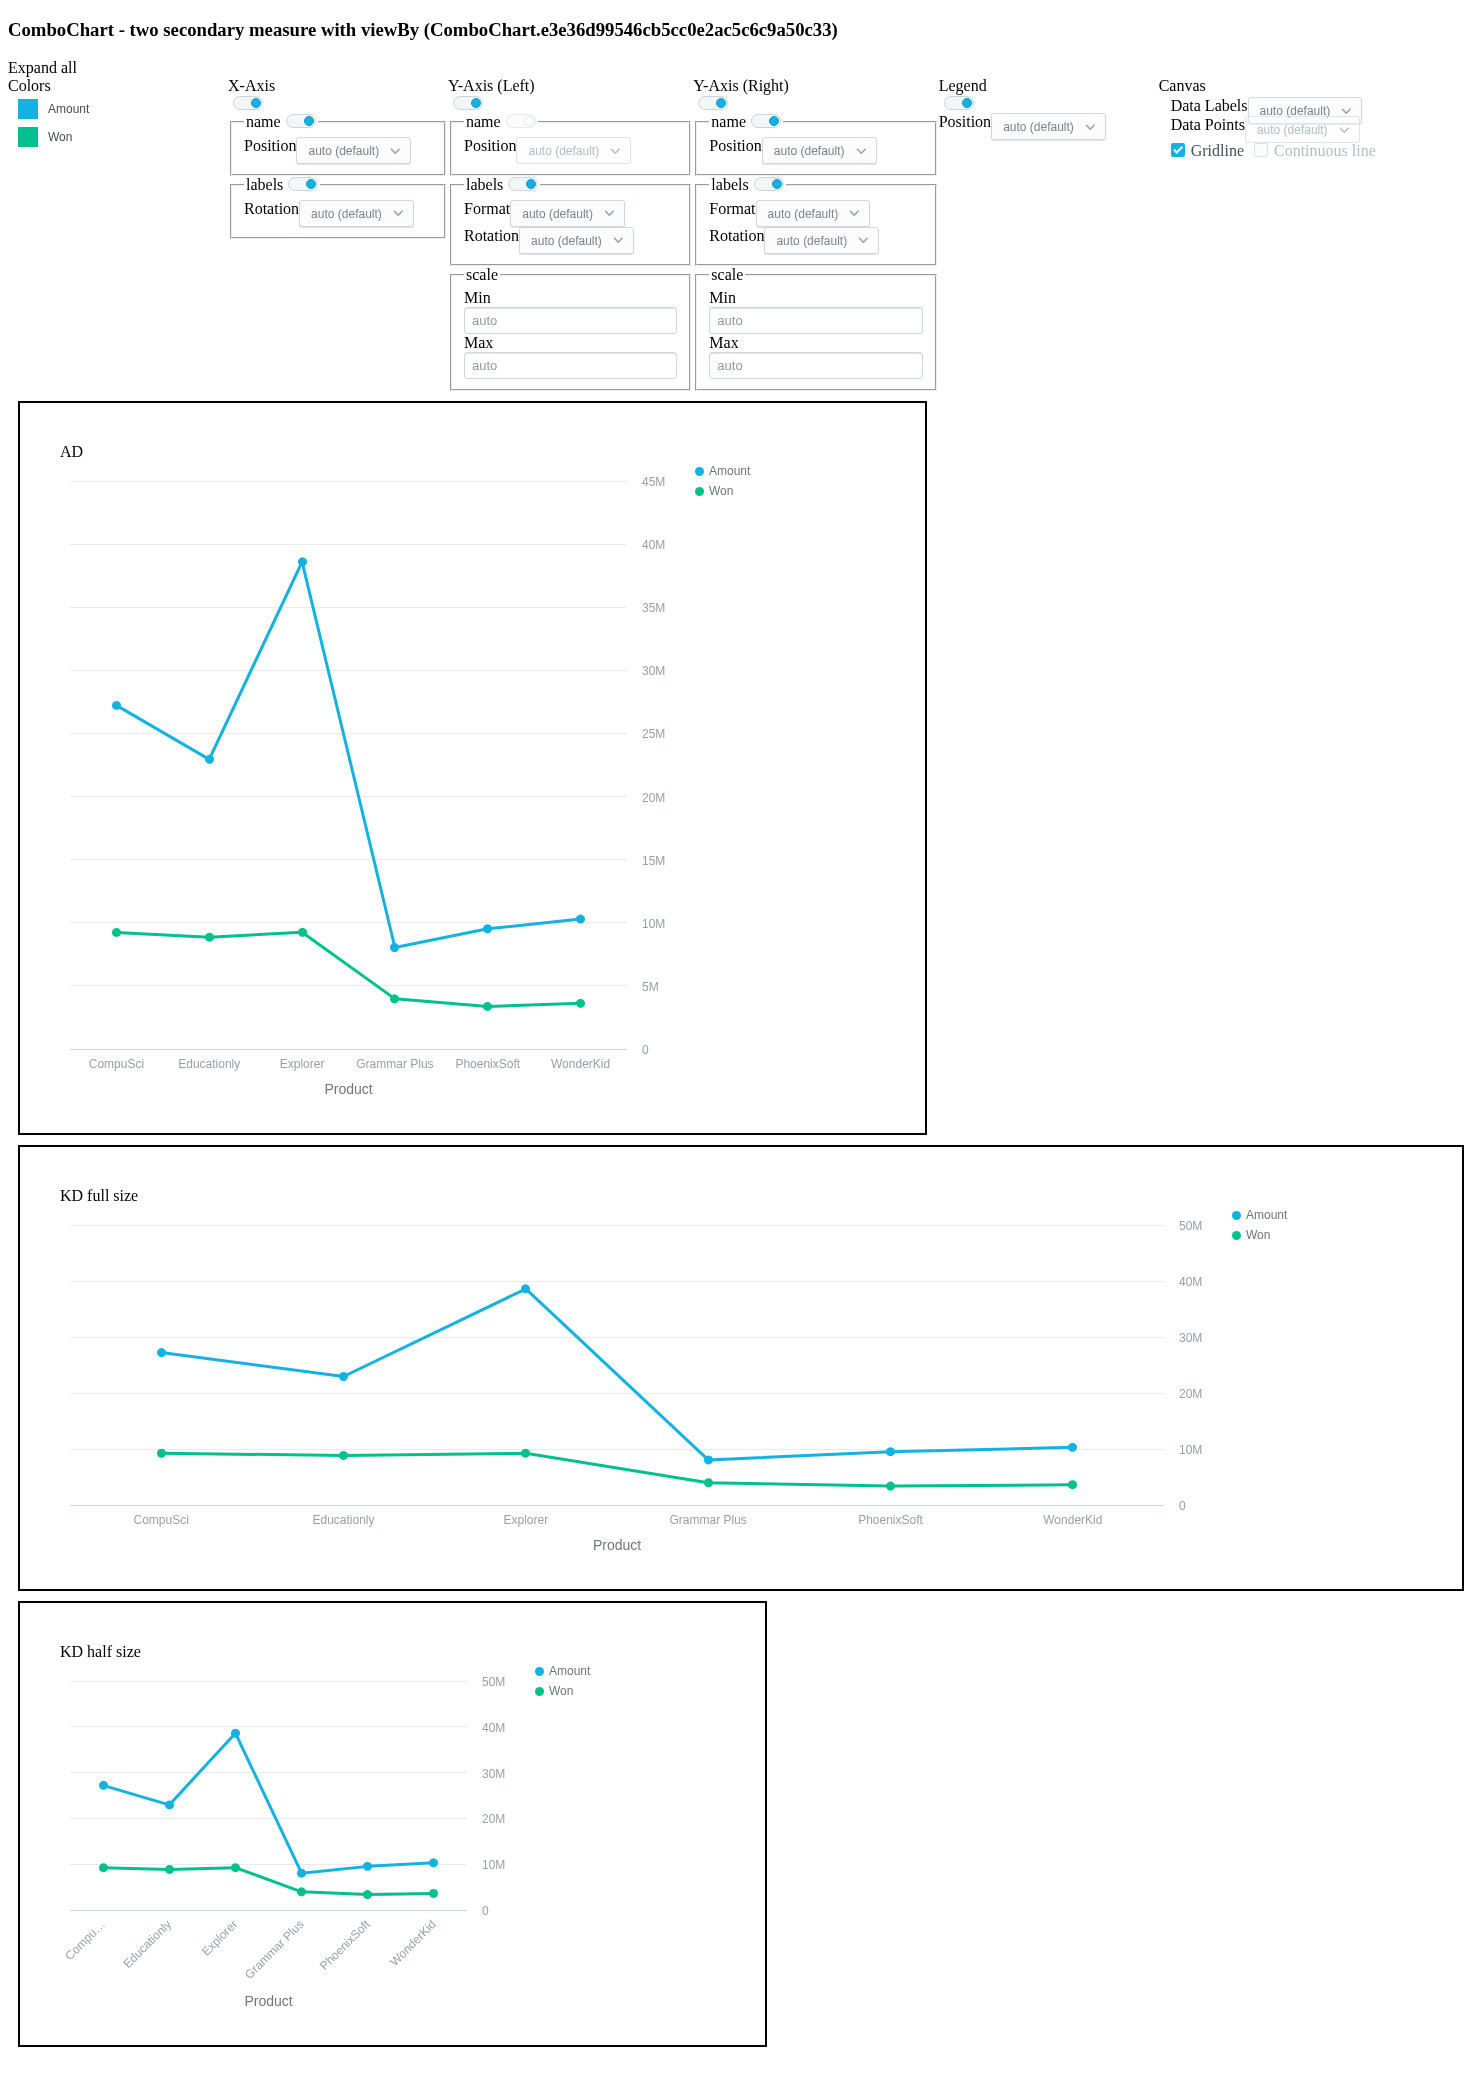 ComboChart - two secondary measure with viewBy (ComboChart.e3e36d99546cb5cc0e2ac5c6c9a50c33)
Expand all
Colors
Amount
Won
X-Axis
name
Position auto (default)
labels
Rotation auto (default)
Y-Axis (Left)
name
Position auto (default)
labels
Format auto (default)
Rotation auto (default)
scale
Min
auto
Max
auto
Y-Axis (Right)
name
Position auto (default)
labels
Format auto (default)
Rotation auto (default)
scale
Min
auto
Max
auto
Legend
Position auto (default)
Canvas
Data Labels auto (default)
Data Points auto (default)
Gridline Continuous line
AD
Amount
Won
45M
40M
35M
30M
25M
20M
15M
10M
5M
0
CompuSci Educationly Explorer Grammar Plus PhoenixSoft WonderKid
Product
KD full size
Amount
Won
50M
40M
30M
20M
10M
0
CompuSci Educationly Explorer Grammar Plus PhoenixSoft WonderKid
Product
KD half size
Amount
Won
50M
40M
30M
20M
10M
0
Compu… Educationly Explorer Grammar Plus PhoenixSoft WonderKid
Product